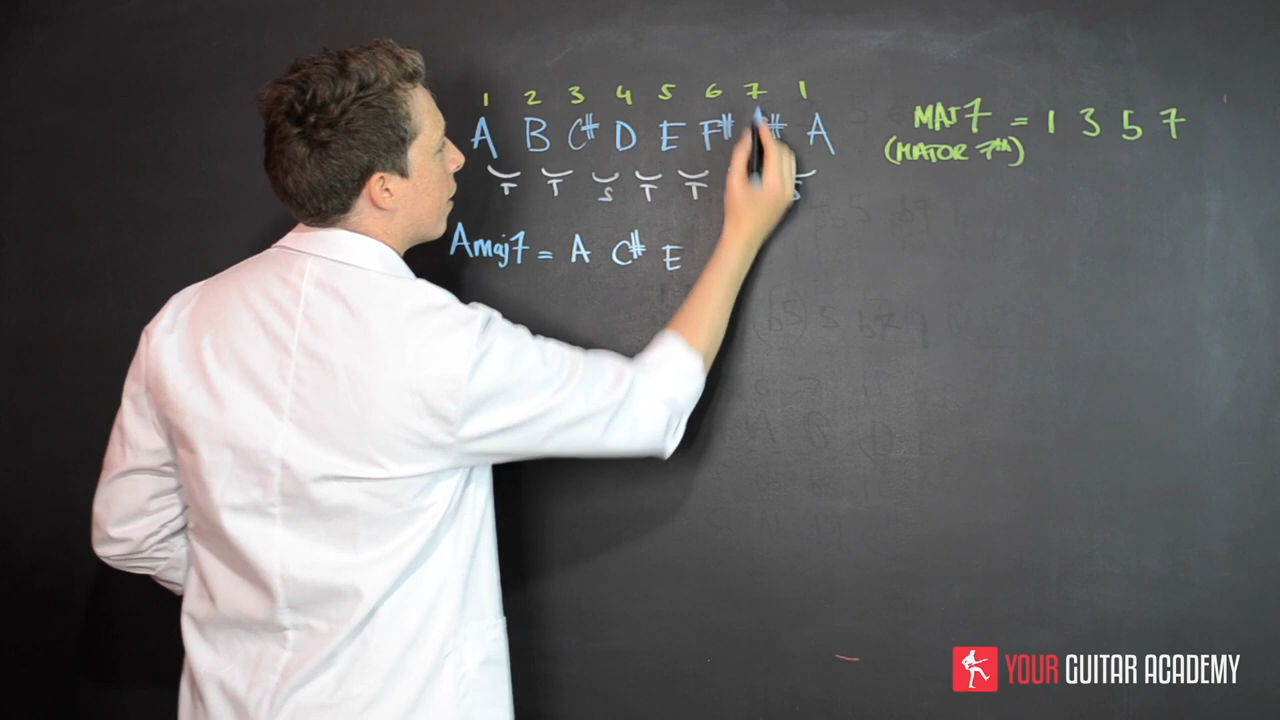 1 2 3 4 5 6 7 1
A B C# D E F# # A
T T S T T S
MAJ7 = 1 3 5 7
(MAJOR 7TH)
Amaj7 = A C# E
YOUR GUITAR ACADEMY